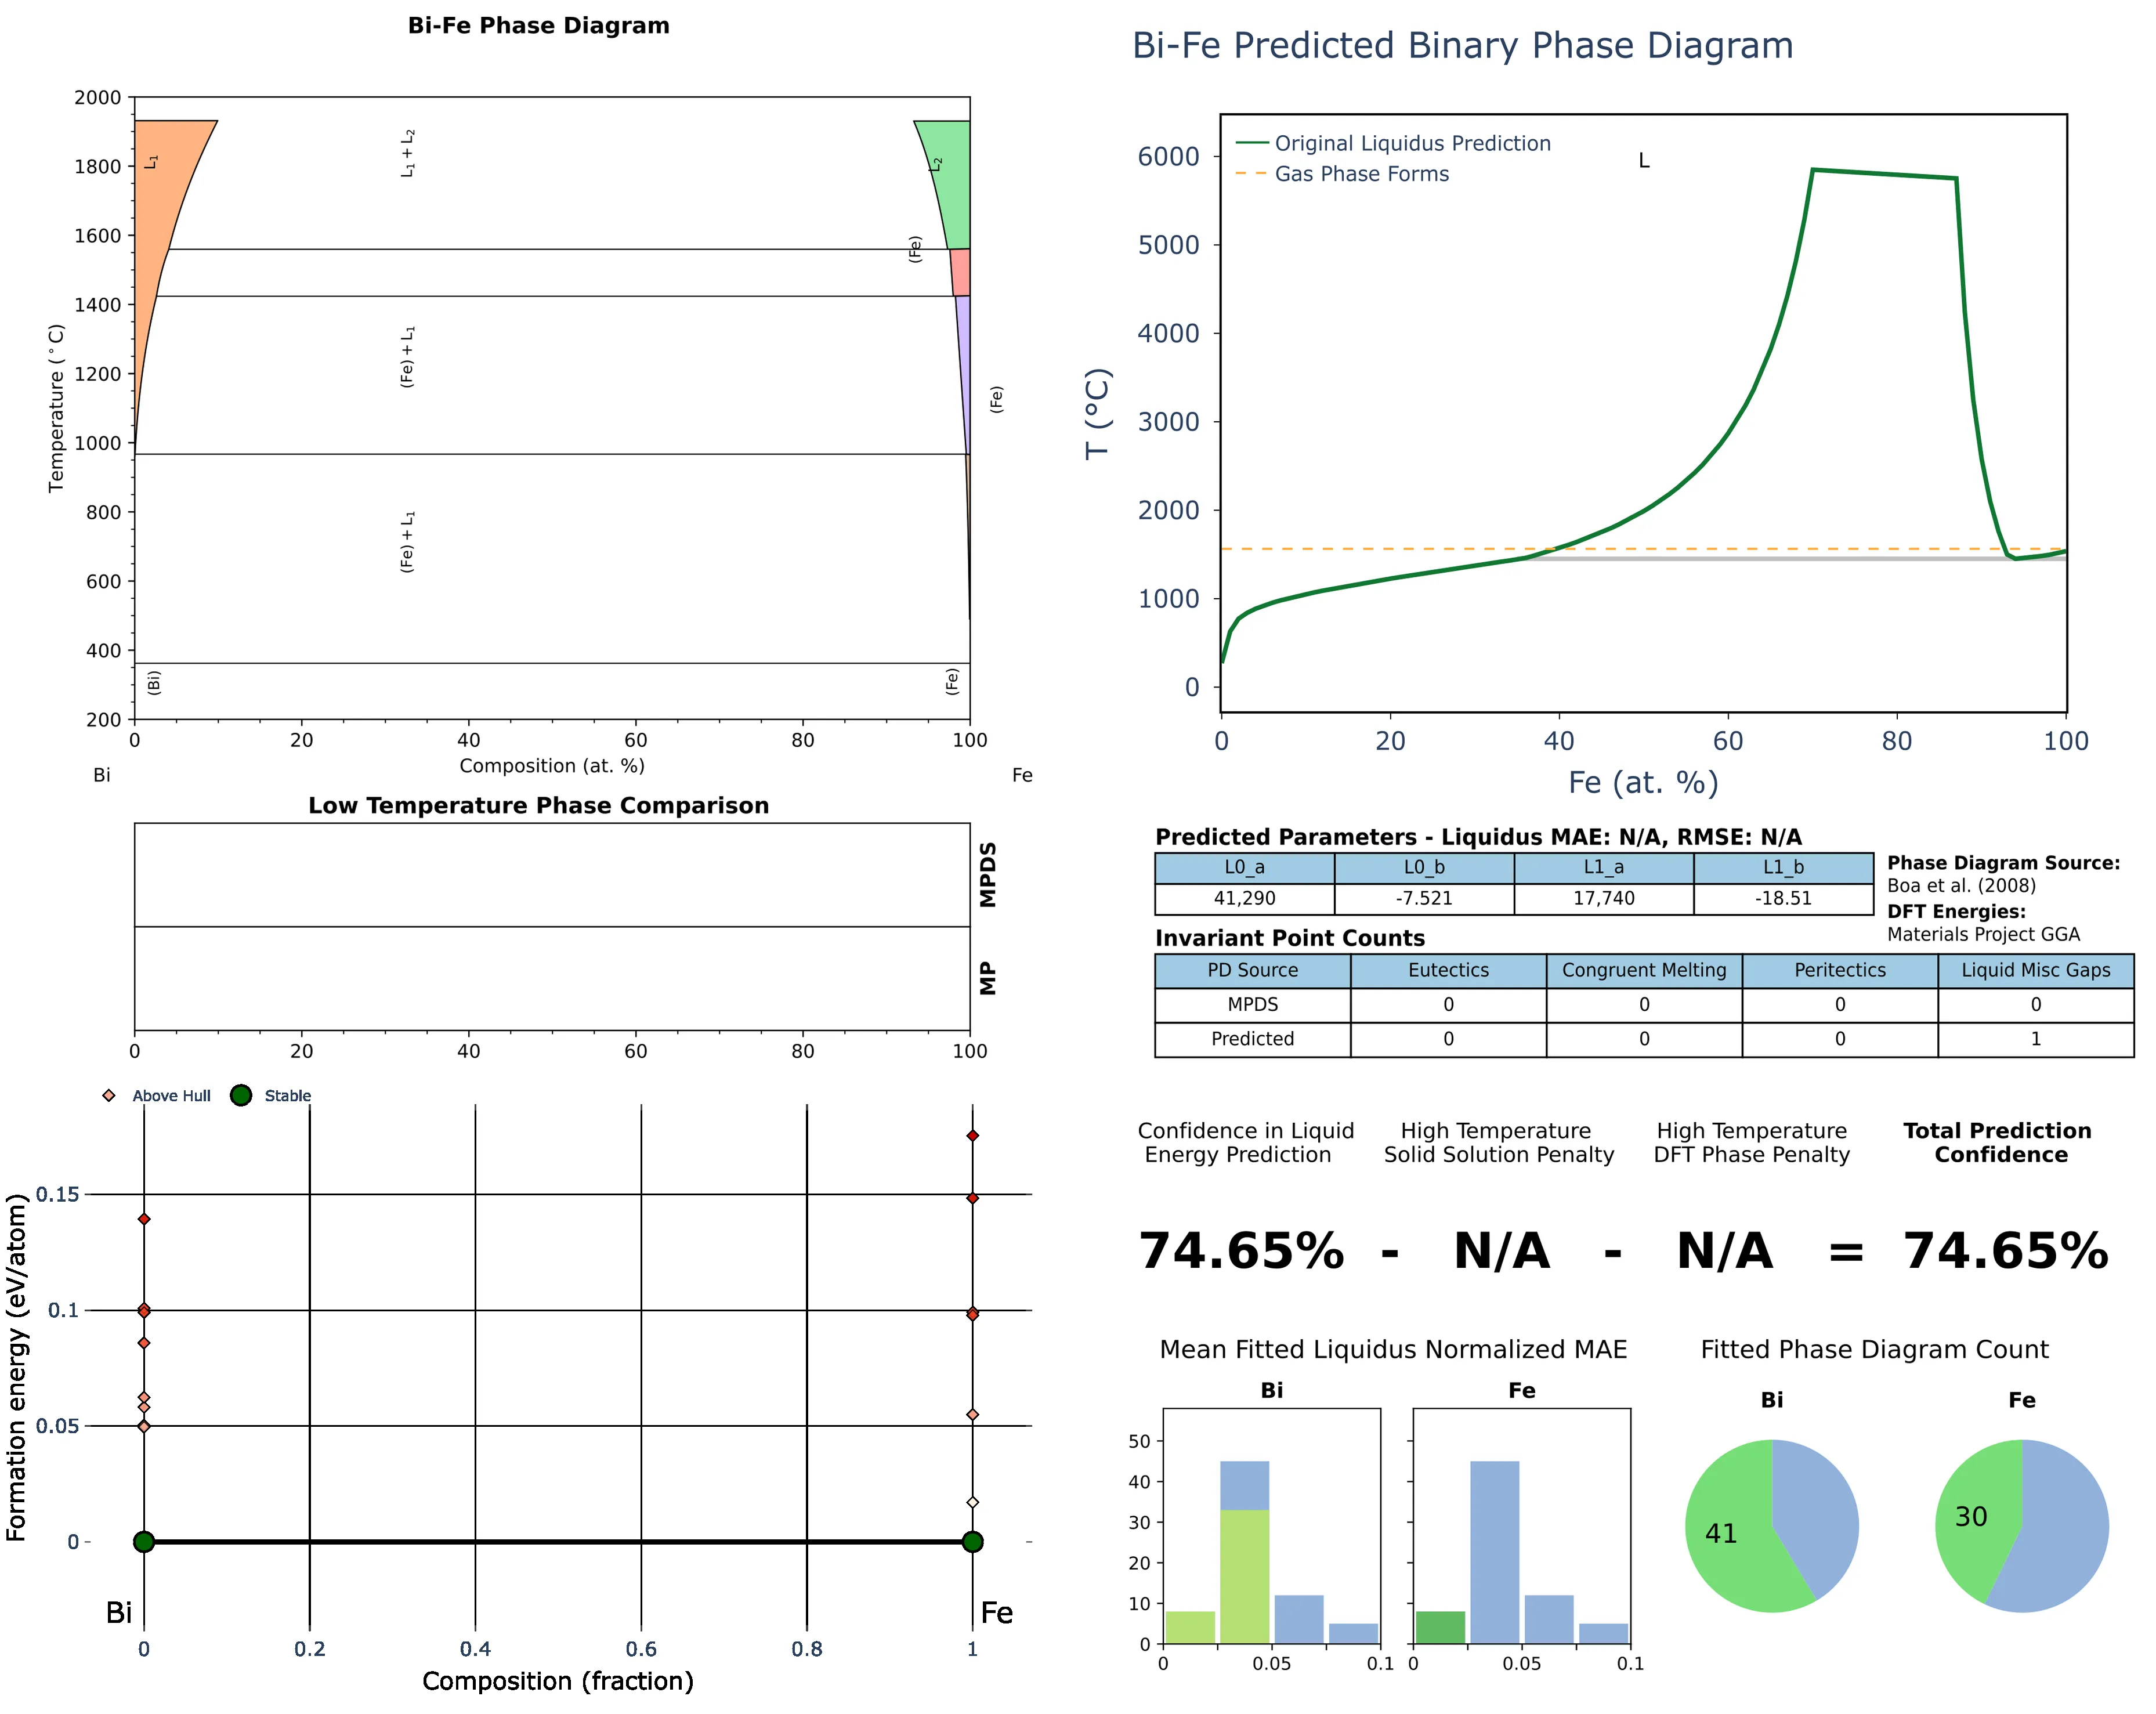 Bi-Fe Phase Diagram
2000
1800
1600
1400
1200
1000
800
600
400
200
Temperature (°C)
L₁
L₁ + L₂
L₂
(Fe)
(Fe) + L₁
(Fe)
(Fe) + L₁
(Bi)
(Fe)
0 20 40 60 80 100
Composition (at. %)
Bi Fe
Low Temperature Phase Comparison
MPDS
MP
0 20 40 60 80 100
Above Hull Stable
0.15
0.1
0.05
0
Formation energy (eV/atom)
Bi Fe
0 0.2 0.4 0.6 0.8 1
Composition (fraction)
Bi-Fe Predicted Binary Phase Diagram
Original Liquidus Prediction
Gas Phase Forms
L
6000
5000
4000
3000
2000
1000
0
T (°C)
0 20 40 60 80 100
Fe (at. %)
Predicted Parameters - Liquidus MAE: N/A, RMSE: N/A
L0_a L0_b L1_a L1_b
41,290 -7.521 17,740 -18.51
Phase Diagram Source:
Boa et al. (2008)
DFT Energies:
Materials Project GGA
Invariant Point Counts
PD Source Eutectics Congruent Melting Peritectics Liquid Misc Gaps
MPDS 0 0 0 0
Predicted 0 0 0 1
Confidence in Liquid
Energy Prediction
High Temperature
Solid Solution Penalty
High Temperature
DFT Phase Penalty
Total Prediction
Confidence
74.65% - N/A - N/A = 74.65%
Mean Fitted Liquidus Normalized MAE
Bi Fe
50
40
30
20
10
0
0 0.05 0.1 0 0.05 0.1
Fitted Phase Diagram Count
Bi Fe
41 30